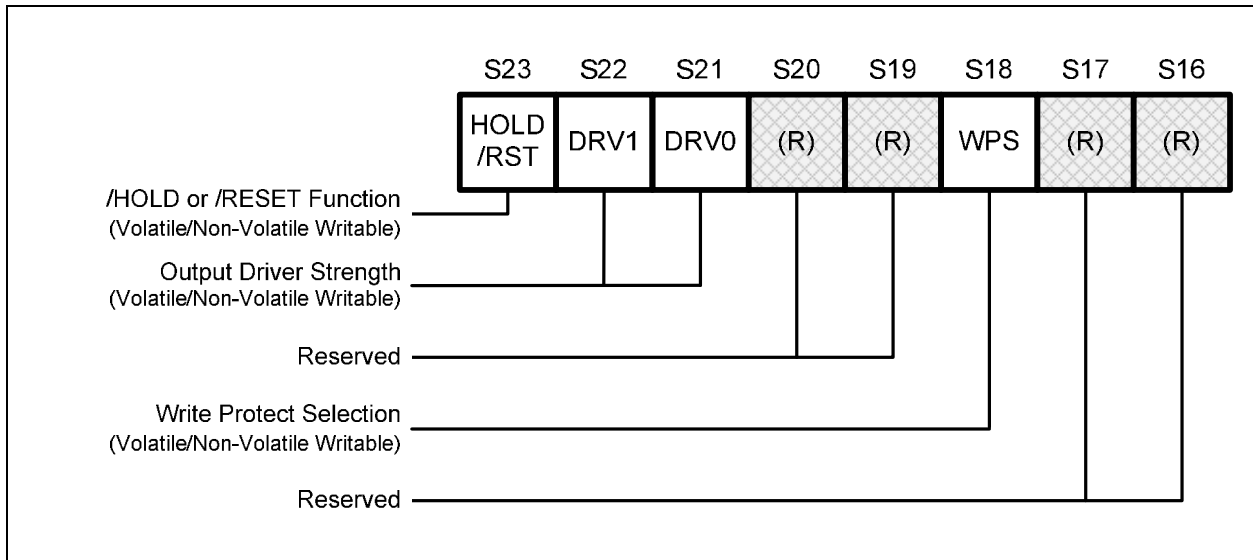 S23 S22 S21 S20 S19 S18 S17 S16
HOLD
/RST DRV1 DRV0 (R) (R) WPS (R) (R)
/HOLD or /RESET Function
(Volatile/Non-Volatile Writable)
Output Driver Strength
(Volatile/Non-Volatile Writable)
Reserved
Write Protect Selection
(Volatile/Non-Volatile Writable)
Reserved